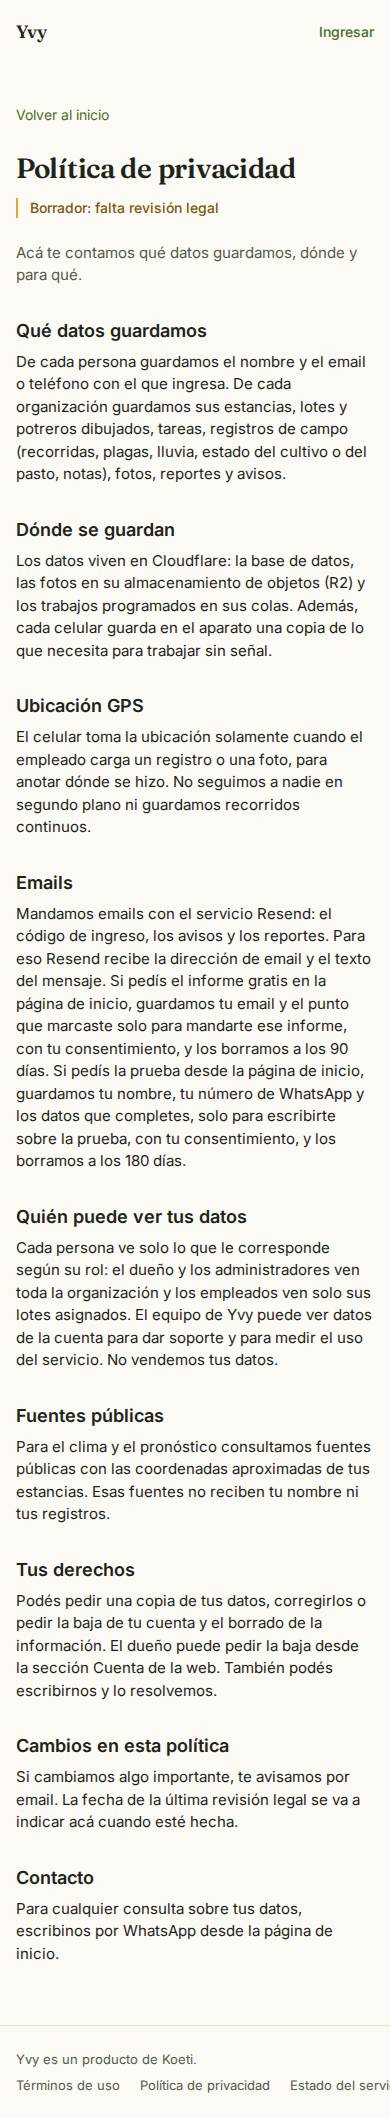 Yvy
Ingresar
Volver al inicio
Política de privacidad
Borrador: falta revisión legal
Acá te contamos qué datos guardamos, dónde y
para qué.
Qué datos guardamos
De cada persona guardamos el nombre y el email
o teléfono con el que ingresa. De cada
organización guardamos sus estancias, lotes y
potreros dibujados, tareas, registros de campo
(recorridas, plagas, lluvia, estado del cultivo o del
pasto, notas), fotos, reportes y avisos.
Dónde se guardan
Los datos viven en Cloudflare: la base de datos,
las fotos en su almacenamiento de objetos (R2) y
los trabajos programados en sus colas. Además,
cada celular guarda en el aparato una copia de lo
que necesita para trabajar sin señal.
Ubicación GPS
El celular toma la ubicación solamente cuando el
empleado carga un registro o una foto, para
anotar dónde se hizo. No seguimos a nadie en
segundo plano ni guardamos recorridos
continuos.
Emails
Mandamos emails con el servicio Resend: el
código de ingreso, los avisos y los reportes. Para
eso Resend recibe la dirección de email y el texto
del mensaje. Si pedís el informe gratis en la
página de inicio, guardamos tu email y el punto
que marcaste solo para mandarte ese informe,
con tu consentimiento, y los borramos a los 90
días. Si pedís la prueba desde la página de inicio,
guardamos tu nombre, tu número de WhatsApp y
los datos que completes, solo para escribirte
sobre la prueba, con tu consentimiento, y los
borramos a los 180 días.
Quién puede ver tus datos
Cada persona ve solo lo que le corresponde
según su rol: el dueño y los administradores ven
toda la organización y los empleados ven solo sus
lotes asignados. El equipo de Yvy puede ver datos
de la cuenta para dar soporte y para medir el uso
del servicio. No vendemos tus datos.
Fuentes públicas
Para el clima y el pronóstico consultamos fuentes
públicas con las coordenadas aproximadas de tus
estancias. Esas fuentes no reciben tu nombre ni
tus registros.
Tus derechos
Podés pedir una copia de tus datos, corregirlos o
pedir la baja de tu cuenta y el borrado de la
información. El dueño puede pedir la baja desde
la sección Cuenta de la web. También podés
escribirnos y lo resolvemos.
Cambios en esta política
Si cambiamos algo importante, te avisamos por
email. La fecha de la última revisión legal se va a
indicar acá cuando esté hecha.
Contacto
Para cualquier consulta sobre tus datos,
escribinos por WhatsApp desde la página de
inicio.
Yvy es un producto de Koeti.
Términos de uso Política de privacidad Estado del